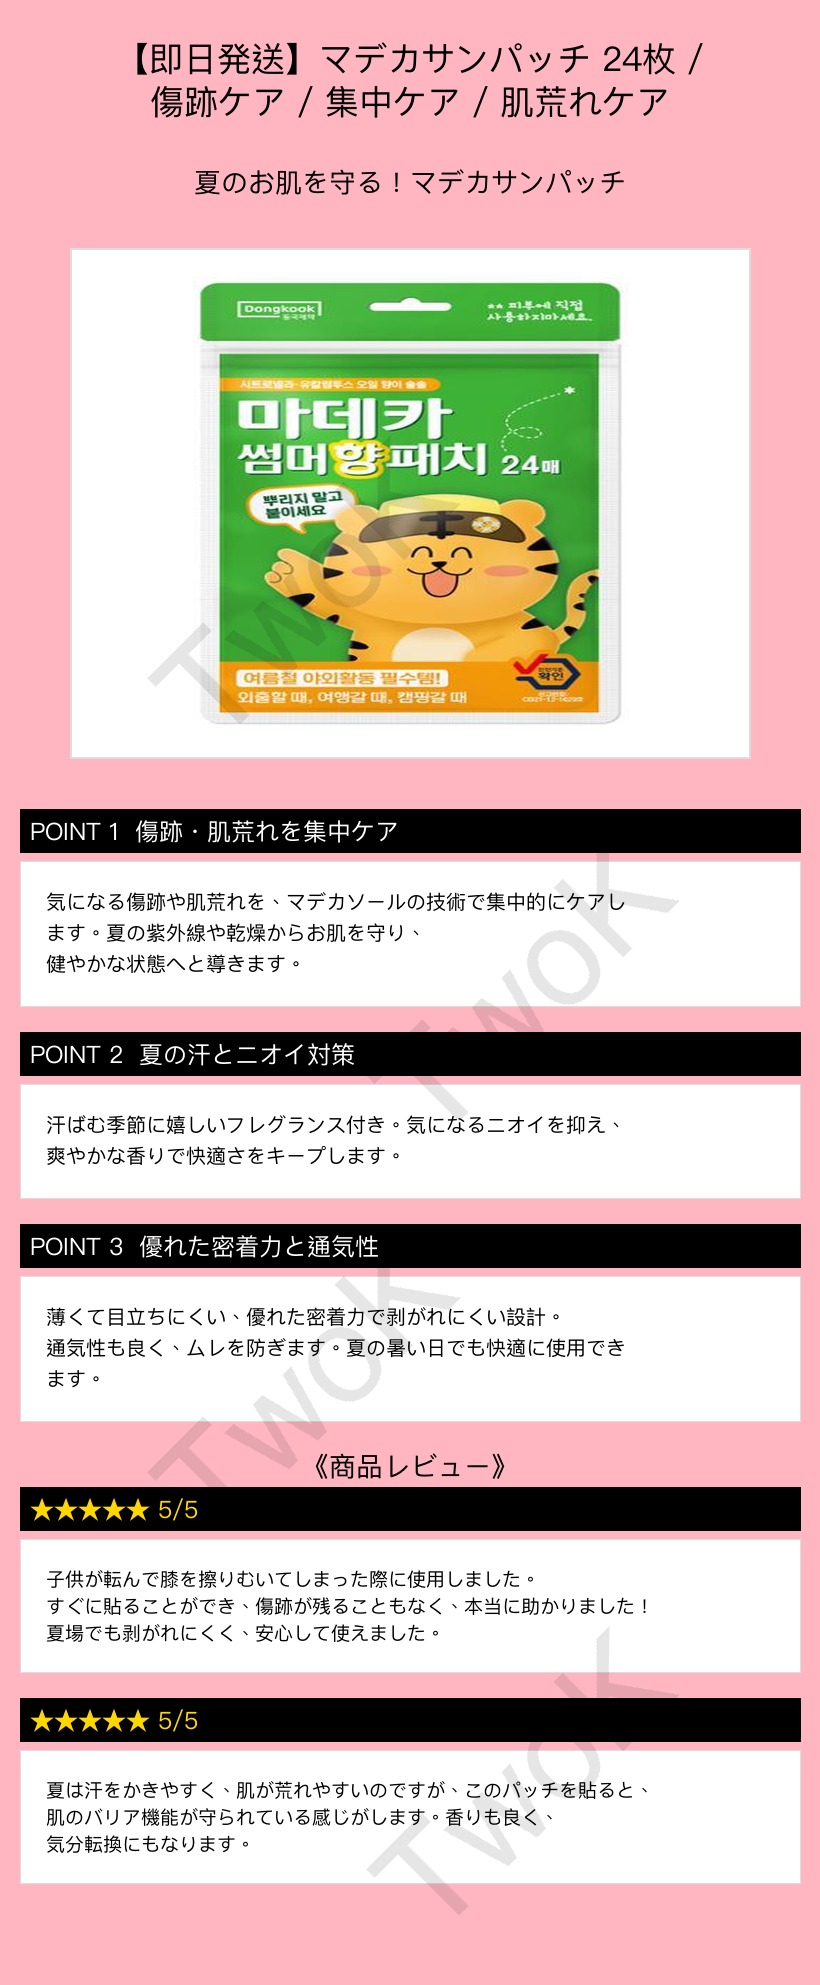 【即日発送】マデカサンパッチ 24枚 /
傷跡ケア / 集中ケア / 肌荒れケア
夏のお肌を守る！マデカサンパッチ
Dongkook
동국제약
** 피부에 직접
사용하지마세요.
시트로넬라·유칼립투스 오일 향이 솔솔
마데카
썸머향패치 24매
뿌리지 말고
붙이세요
여름철 야외활동 필수템!
외출할 때, 여행갈 때, 캠핑갈 때
안전기준
확인
신고번호:
POINT 1 傷跡・肌荒れを集中ケア
気になる傷跡や肌荒れを、マデカソールの技術で集中的にケアし
ます。夏の紫外線や乾燥からお肌を守り、
健やかな状態へと導きます。
POINT 2 夏の汗とニオイ対策
汗ばむ季節に嬉しいフレグランス付き。気になるニオイを抑え、
爽やかな香りで快適さをキープします。
POINT 3 優れた密着力と通気性
薄くて目立ちにくい、優れた密着力で剥がれにくい設計。
通気性も良く、ムレを防ぎます。夏の暑い日でも快適に使用でき
ます。
《商品レビュー》
★★★★★ 5/5
子供が転んで膝を擦りむいてしまった際に使用しました。
すぐに貼ることができ、傷跡が残ることもなく、本当に助かりました！
夏場でも剥がれにくく、安心して使えました。
★★★★★ 5/5
夏は汗をかきやすく、肌が荒れやすいのですが、このパッチを貼ると、
肌のバリア機能が守られている感じがします。香りも良く、
気分転換にもなります。
TwoK
TwoK
TwoK
TwoK